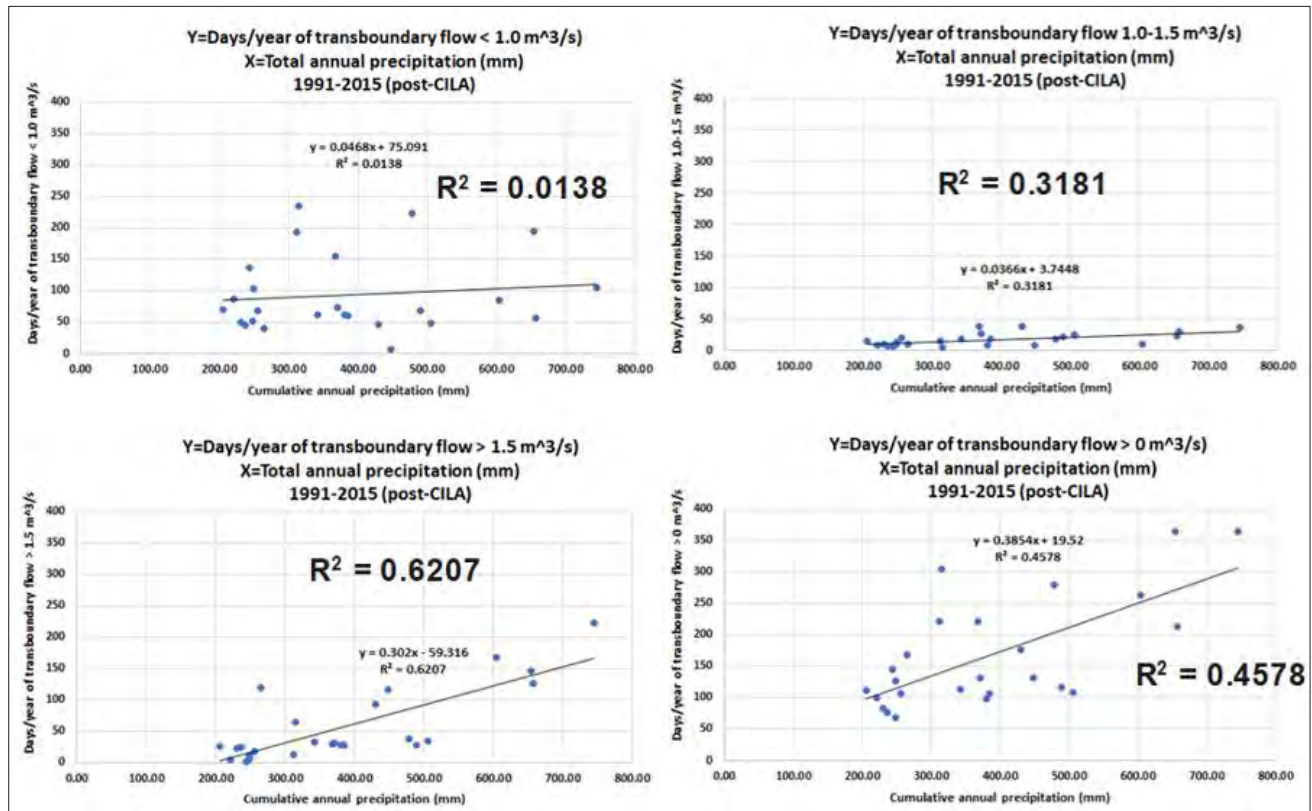 Y=Days/year of transboundary flow < 1.0 m^3/s)
X=Total annual precipitation (mm)
1991-2015 (post-CILA)
Days/year of transboundary flow < 1.0 m^3/s
400
350
300
250
200
150
100
50
0
y = 0.0468x + 75.091
R² = 0.0138
R² = 0.0138
0.00 100.00 200.00 300.00 400.00 500.00 600.00 700.00 800.00
Cumulative annual precipitation (mm)
Y=Days/year of transboundary flow 1.0-1.5 m^3/s)
X=Total annual precipitation (mm)
1991-2015 (post-CILA)
Days/year of transboundary flow 1.0-1.5 m^3/s
400
350
300
250
200
150
100
50
0
R² = 0.3181
y = 0.0366x + 3.7448
R² = 0.3181
0.00 100.00 200.00 300.00 400.00 500.00 600.00 700.00 800.00
Cumulative annual precipitation (mm)
Y=Days/year of transboundary flow > 1.5 m^3/s)
X=Total annual precipitation (mm)
1991-2015 (post-CILA)
Days/year of transboundary flow > 1.5 m^3/s
400
350
300
250
200
150
100
50
0
R² = 0.6207
y = 0.302x - 59.316
R² = 0.6207
0.00 100.00 200.00 300.00 400.00 500.00 600.00 700.00 800.00
Cumulative annual precipitation (mm)
Y=Days/year of transboundary flow > 0 m^3/s)
X=Total annual precipitation (mm)
1991-2015 (post-CILA)
Days/year of transboundary flow > 0 m^3/s
400
350
300
250
200
150
100
50
0
y = 0.3854x + 19.52
R² = 0.4578
R² = 0.4578
0.00 100.00 200.00 300.00 400.00 500.00 600.00 700.00 800.00
Cumulative annual precipitation (mm)